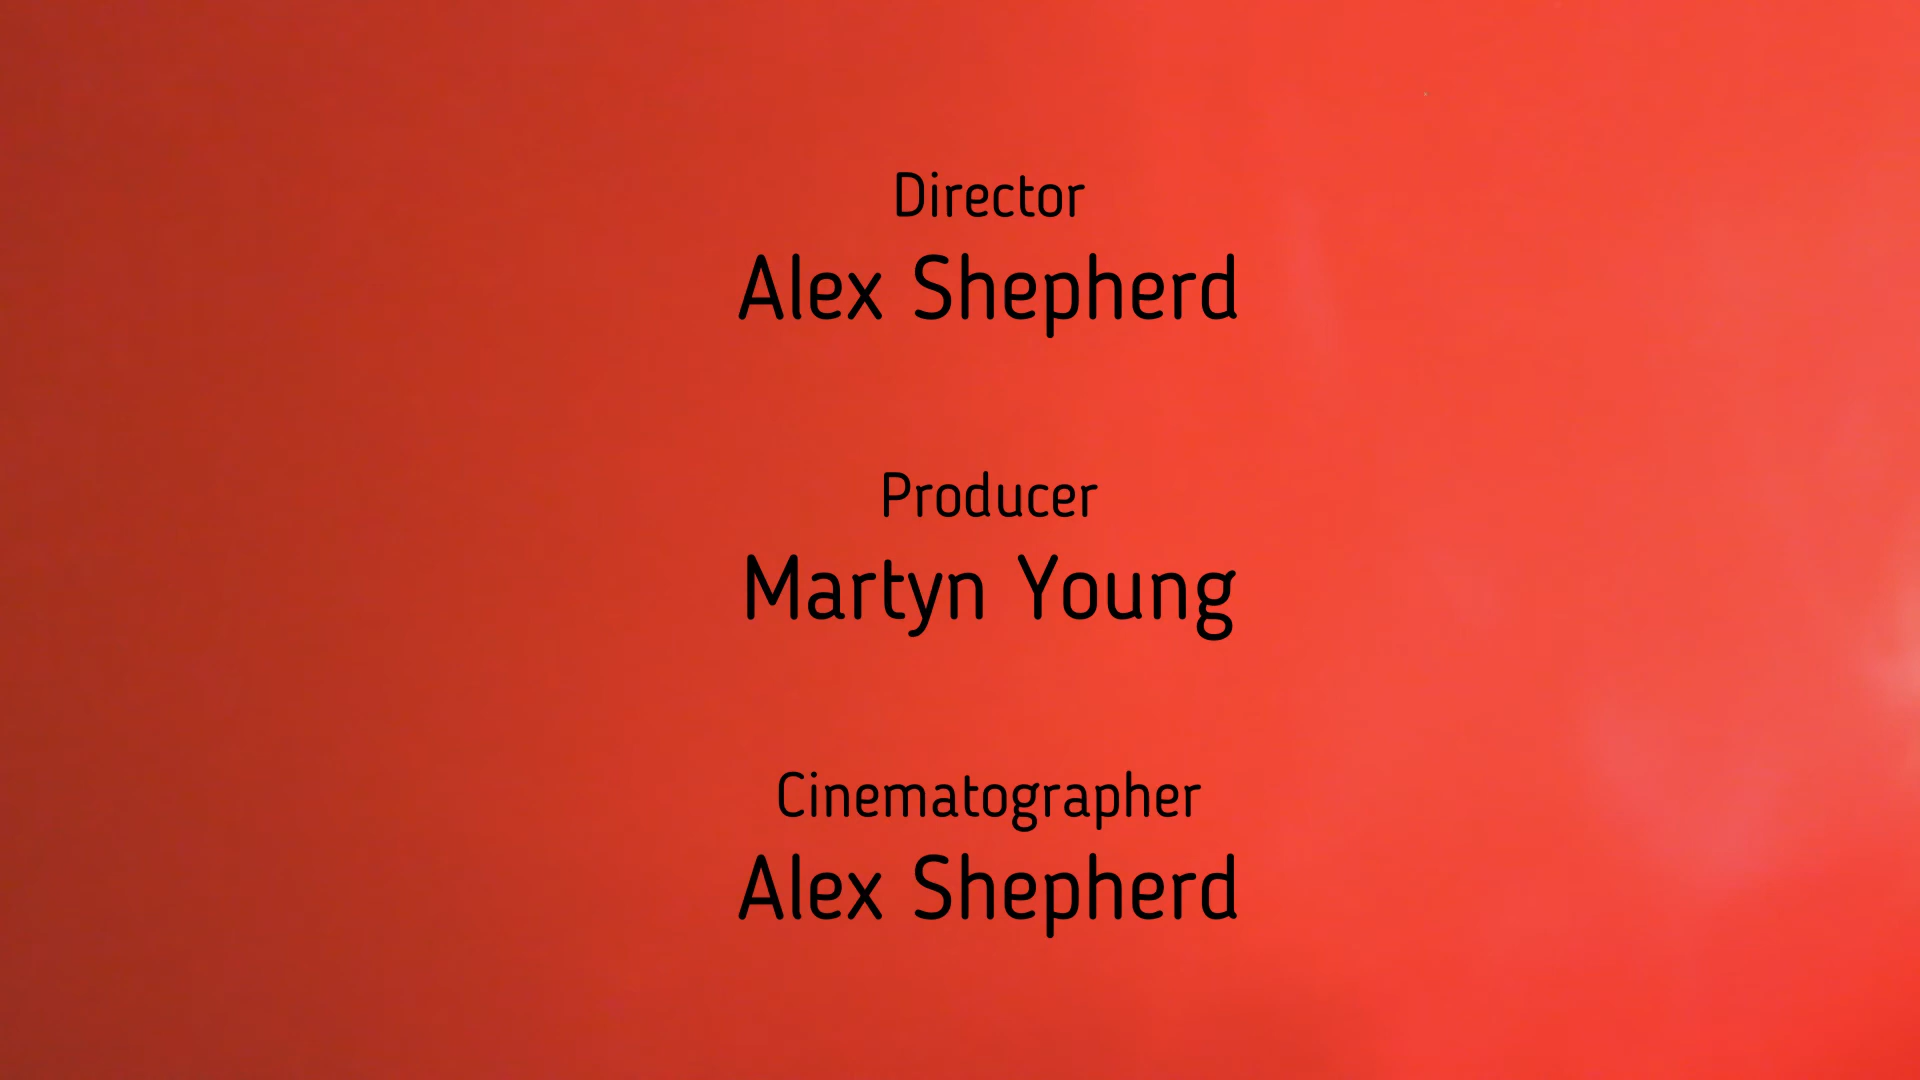 Director
Alex Shepherd
Producer
Martyn Young
Cinematographer
Alex Shepherd